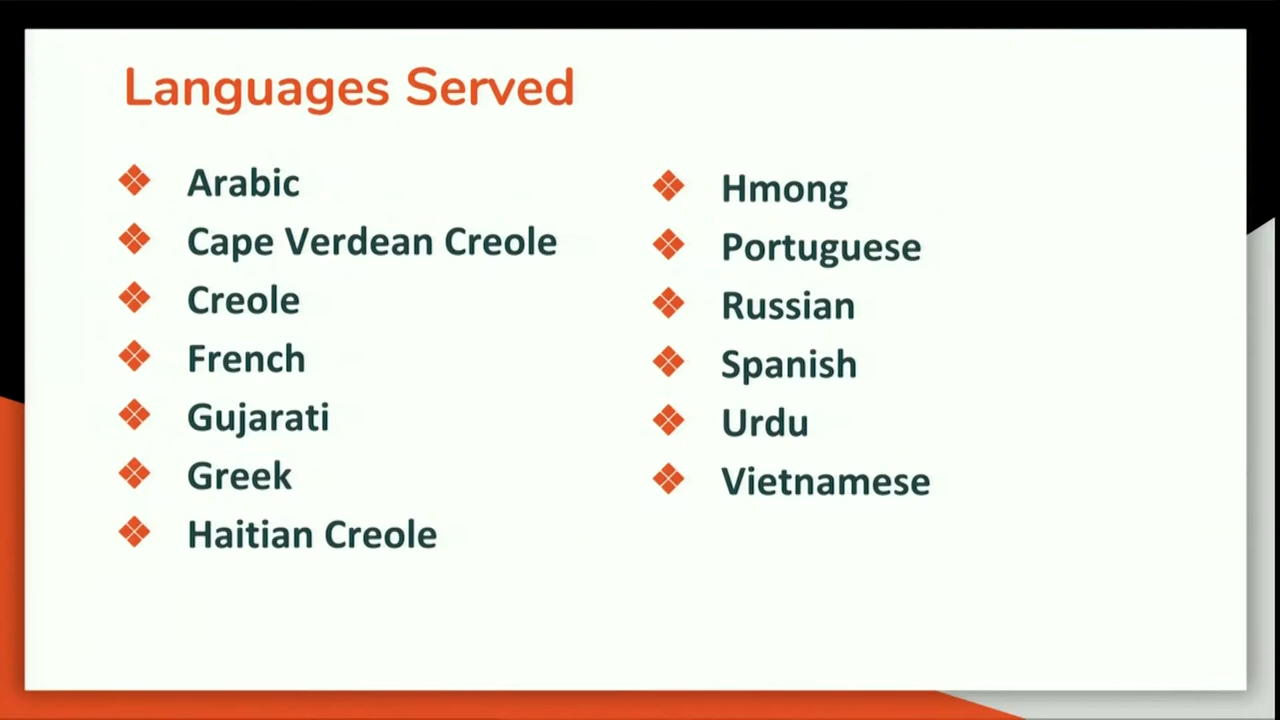 Languages Served
Arabic
Cape Verdean Creole
Creole
French
Gujarati
Greek
Haitian Creole
Hmong
Portuguese
Russian
Spanish
Urdu
Vietnamese